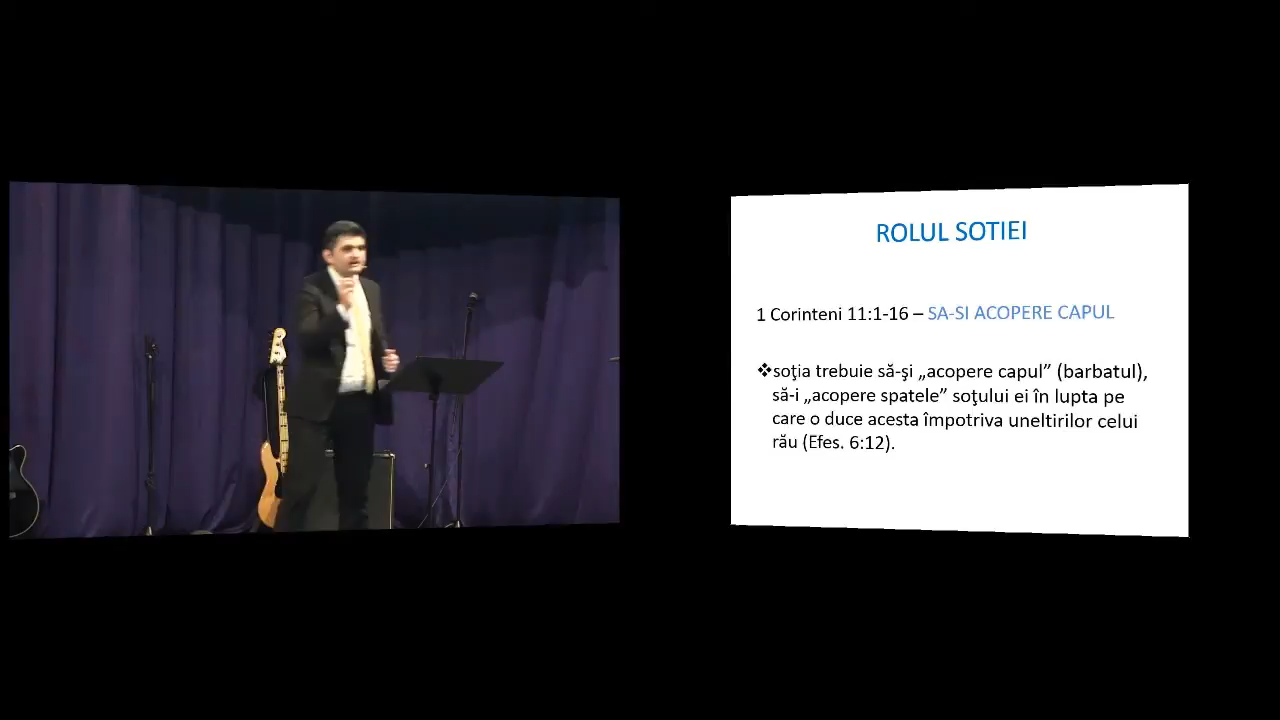 ROLUL SOTIEI
1 Corinteni 11:1-16 – SA-SI ACOPERE CAPUL
❖soţia trebuie să-şi „acopere capul” (barbatul),
să-i „acopere spatele” soţului ei în lupta pe
care o duce acesta împotriva uneltirilor celui
rău (Efes. 6:12).